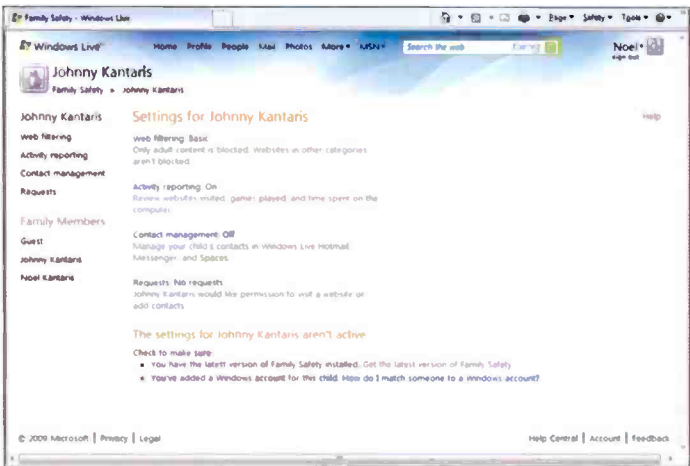 Family Safety - Windows Live
Page Safety Tools
Windows Live
Home Profile People Mail Photos More MSN Search the web Noel
sign out
Johnny Kantaris
Family Safety Johnny Kantaris
Johnny Kantaris
Web filtering
Activity reporting
Contact management
Requests
Family Members
Guest
Johnny Kantaris
Noel Kantaris
Settings for Johnny Kantaris
Help
Web filtering: Basic
Only adult content is blocked. Websites in other categories
aren't blocked.
Activity reporting: On
Review websites visited, games played, and time spent on the
computer.
Contact management: Off
Manage your child's contacts in Windows Live Hotmail,
Messenger, and Spaces.
Requests: No requests
Johnny Kantaris would like permission to visit a website or
add contacts
The settings for Johnny Kantaris aren't active
Check to make sure:
You have the latest version of Family Safety installed. Get the latest version of Family Safety
You've added a Windows account for this child. How do I match someone to a Windows account?
© 2009 Microsoft | Privacy | Legal
Help Central | Account | Feedback